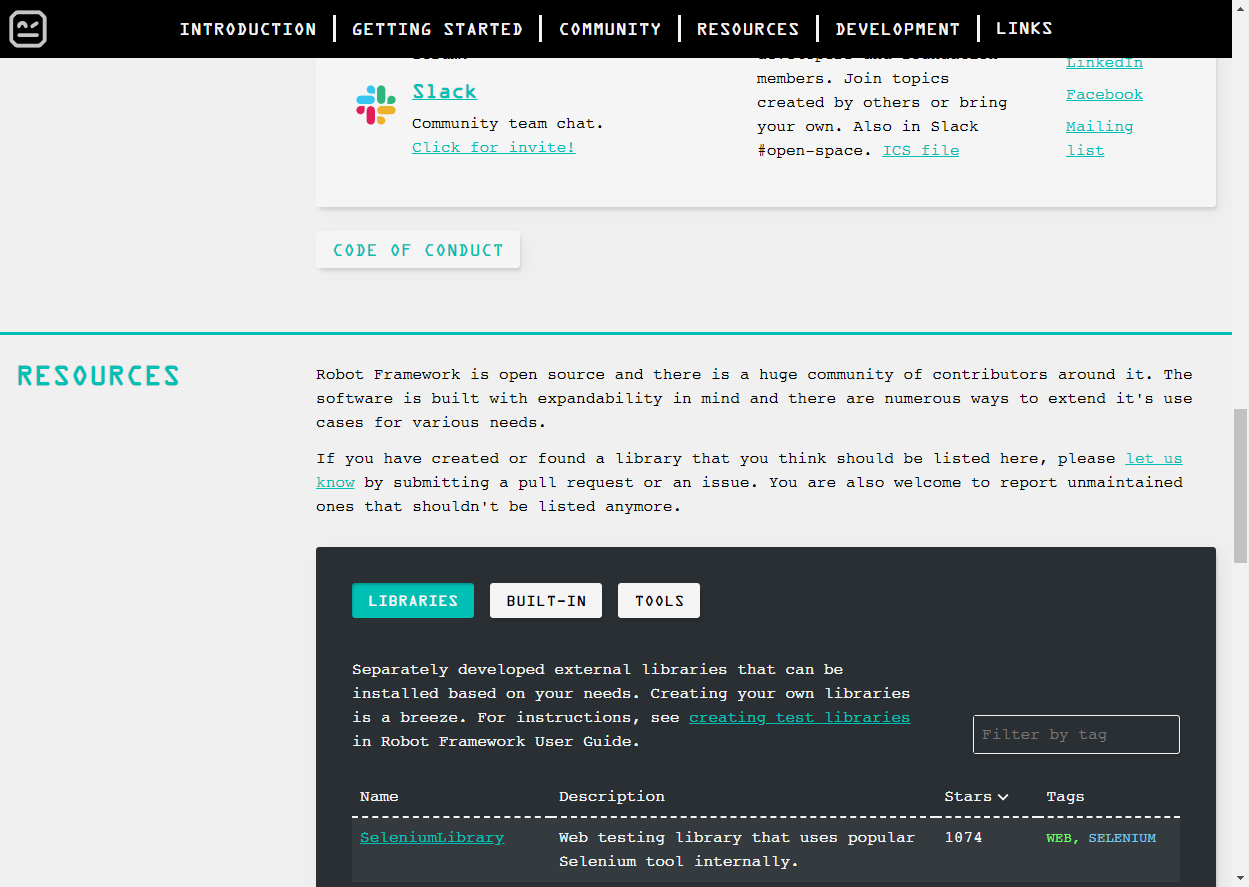 INTRODUCTION
GETTING STARTED
COMMUNITY
RESOURCES
DEVELOPMENT
LINKS
Slack
Community team chat.
Click for invite!
members. Join topics
created by others or bring
your own. Also in Slack
#open-space. ICS file
LinkedIn
Facebook
Mailing
list
CODE OF CONDUCT
RESOURCES
Robot Framework is open source and there is a huge community of contributors around it. The
software is built with expandability in mind and there are numerous ways to extend it's use
cases for various needs.
If you have created or found a library that you think should be listed here, please let us
know by submitting a pull request or an issue. You are also welcome to report unmaintained
ones that shouldn't be listed anymore.
LIBRARIES
BUILT-IN
TOOLS
Separately developed external libraries that can be
installed based on your needs. Creating your own libraries
is a breeze. For instructions, see creating test libraries
in Robot Framework User Guide.
Filter by tag
Name Description Stars Tags
SeleniumLibrary Web testing library that uses popular 1074 WEB, SELENIUM
Selenium tool internally.